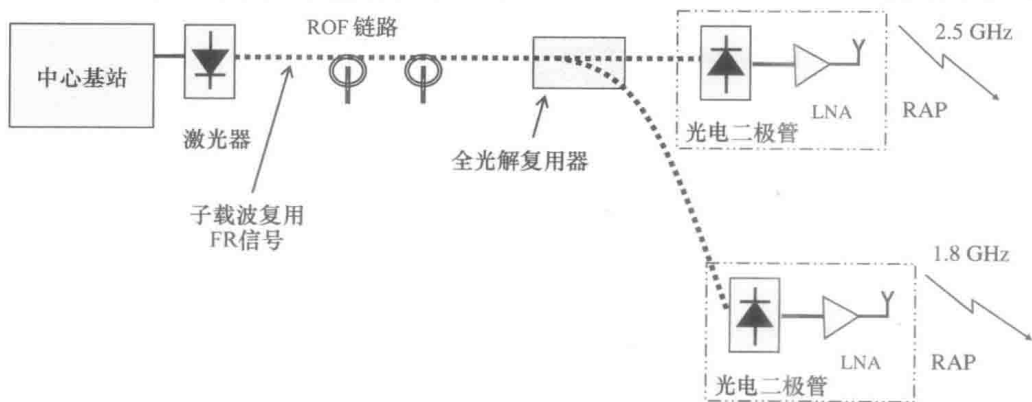 ROF 链路
2.5 GHz
中心基站
激光器
LNA
RAP
光电二极管
全光解复用器
子载波复用
FR信号
1.8 GHz
LNA
RAP
光电二极管